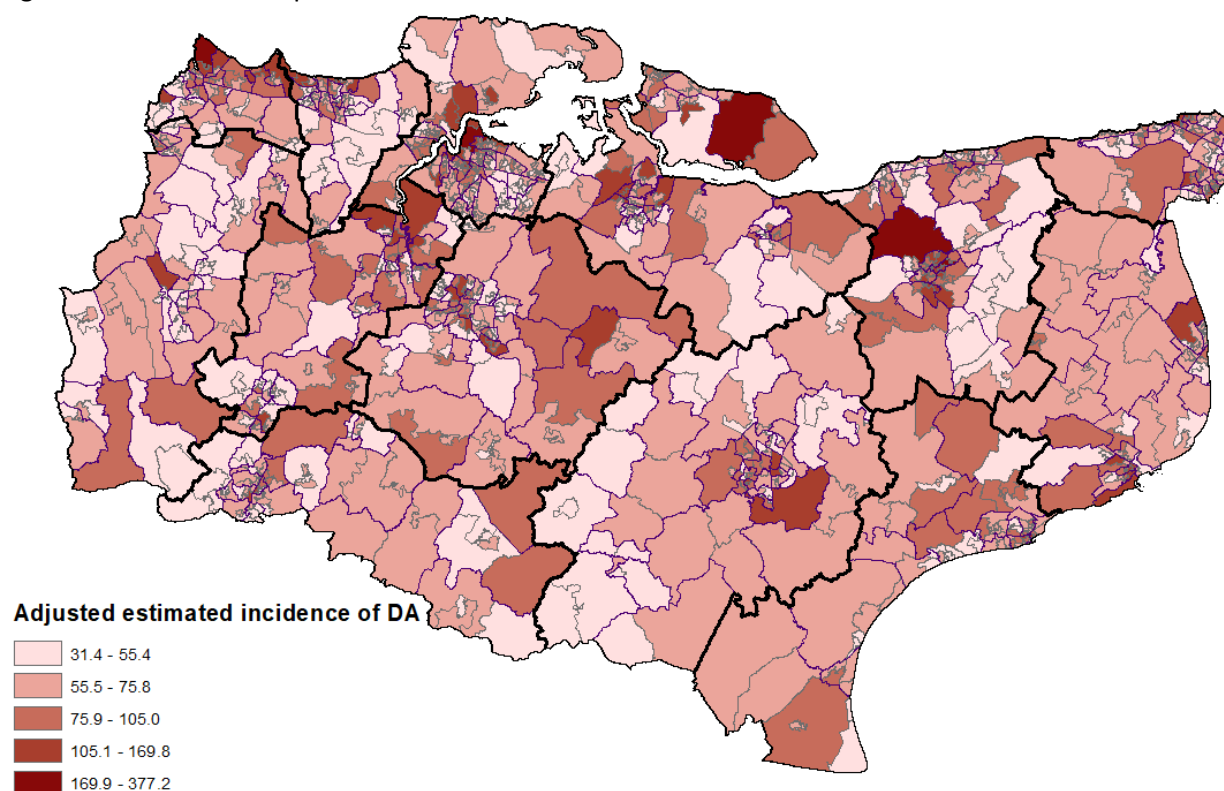 Adjusted estimated incidence of DA
31.4 - 55.4
55.5 - 75.8
75.9 - 105.0
105.1 - 169.8
169.9 - 377.2